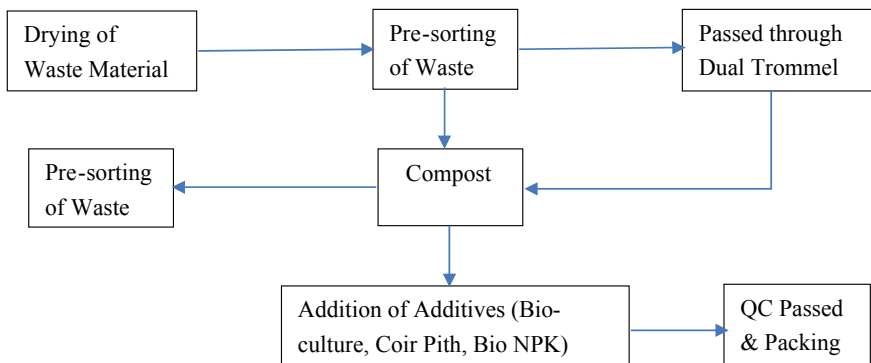 Drying of
Waste Material
Pre-sorting
of Waste
Passed through
Dual Trommel
Pre-sorting
of Waste
Compost
Addition of Additives (Bio-
culture, Coir Pith, Bio NPK)
QC Passed
& Packing